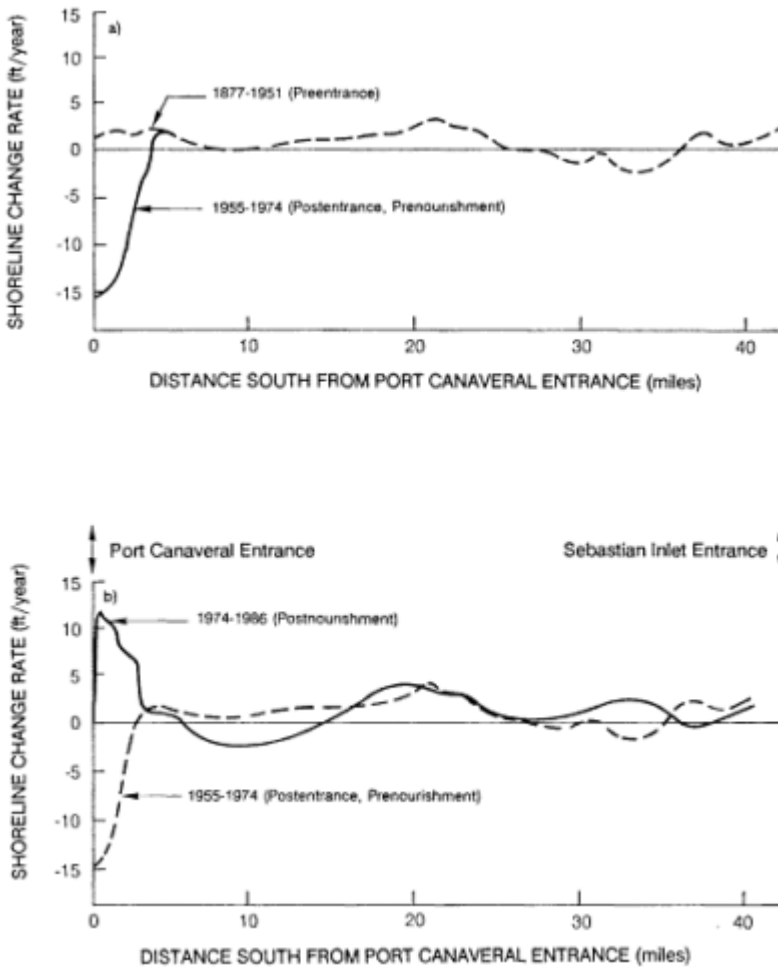 a)
SHORELINE CHANGE RATE (ft/year)
15
10
5
0
-5
-10
-15
1877-1951 (Preentrance)
1955-1974 (Postentrance, Prenourishment)
0
10
20
30
40
DISTANCE SOUTH FROM PORT CANAVERAL ENTRANCE (miles)
Port Canaveral Entrance
Sebastian Inlet Entrance
b)
SHORELINE CHANGE RATE (ft/year)
15
10
5
0
-5
-10
-15
1974-1986 (Postnourishment)
1955-1974 (Postentrance, Prenourishment)
0
10
20
30
40
DISTANCE SOUTH FROM PORT CANAVERAL ENTRANCE (miles)